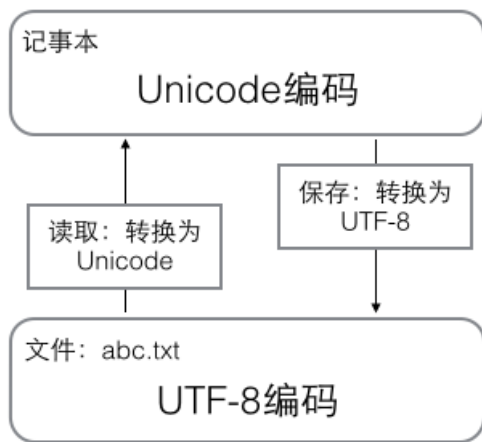 记事本
Unicode编码
保存：转换为
UTF-8
读取：转换为
Unicode
文件：abc.txt
UTF-8编码